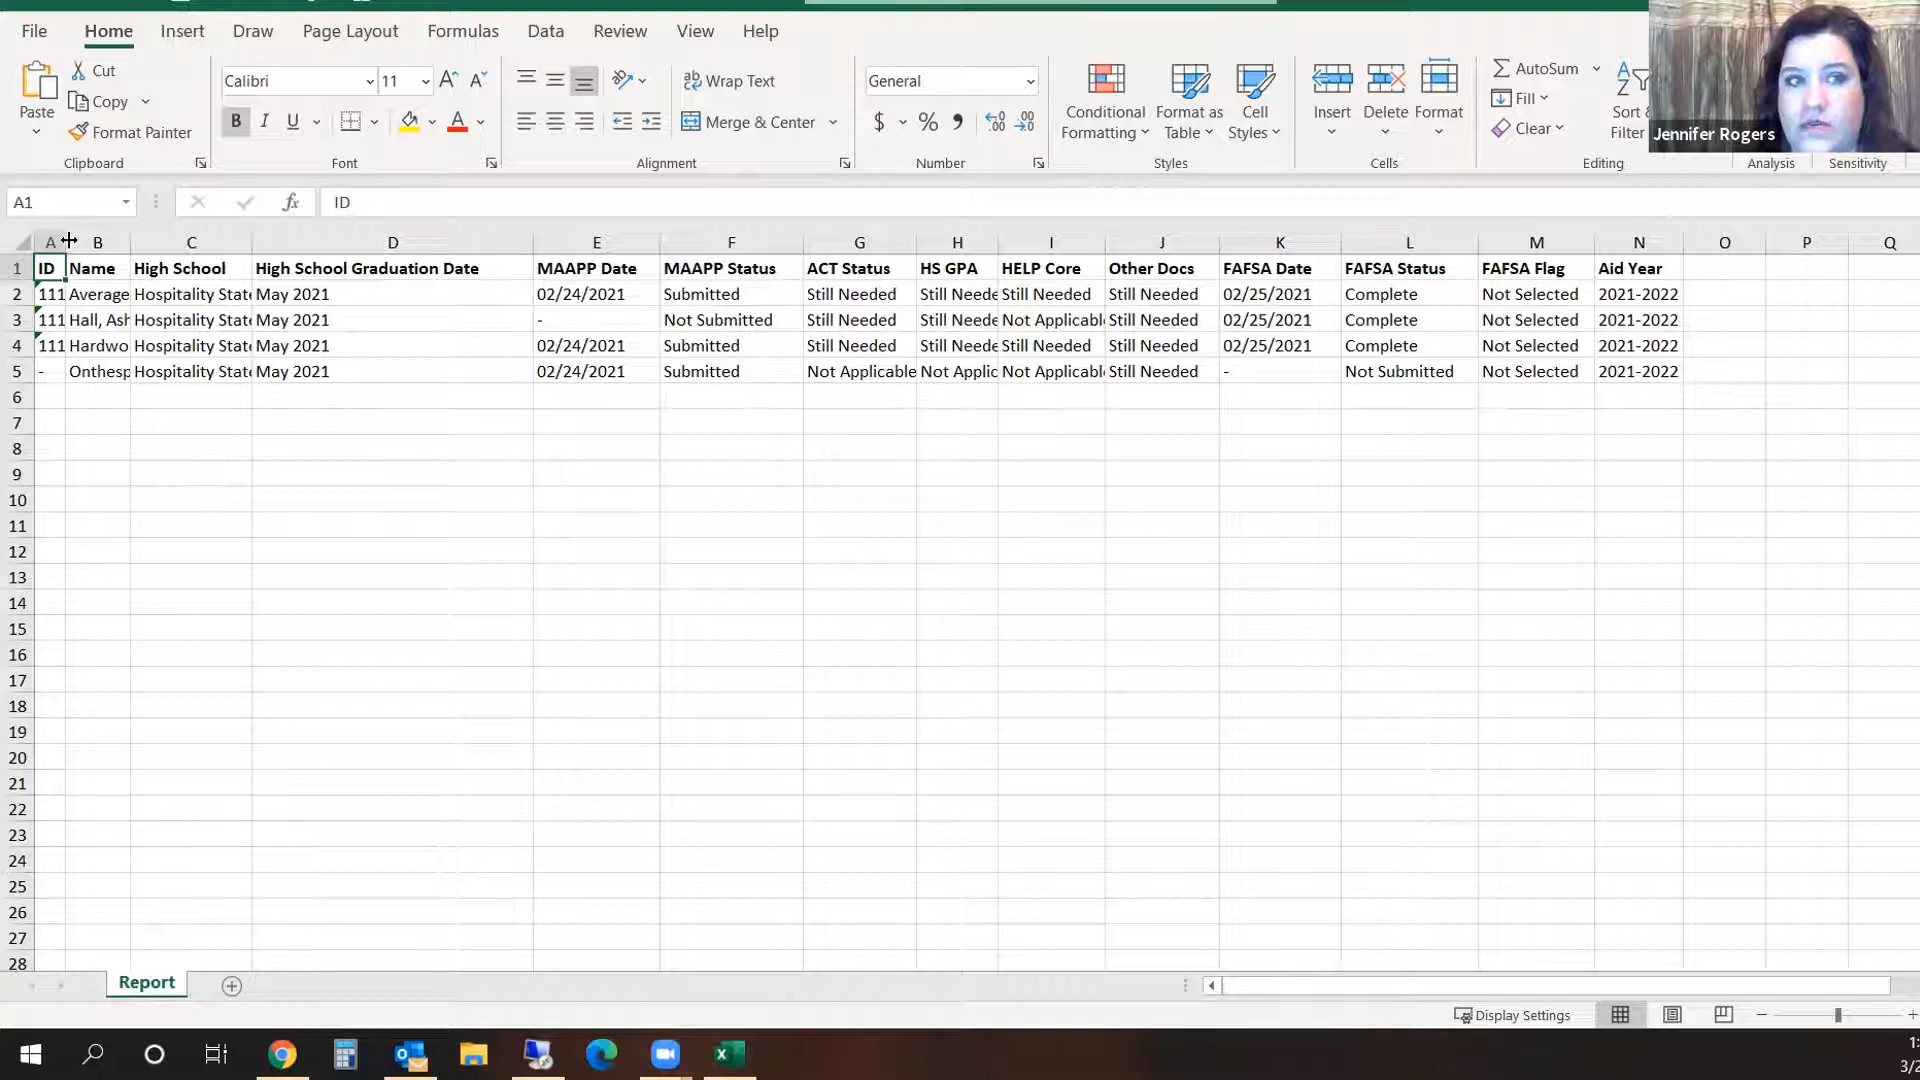 File Home Insert Draw Page Layout Formulas Data Review View Help
Paste
Cut
Copy
Format Painter
Clipboard
Calibri 11
B I U
Font
Wrap Text
Merge & Center
Alignment
General
$ %
Number
Conditional Formatting
Format as Table
Cell Styles
Styles
Insert
Delete
Format
Cells
AutoSum
Fill
Clear
Sort &
Filter
Editing
Jennifer Rogers
Analysis
Sensitivity
A1 fx ID
A B C D E F G H I J K L M N O P Q
1 ID Name High School High School Graduation Date MAAPP Date MAAPP Status ACT Status HS GPA HELP Core Other Docs FAFSA Date FAFSA Status FAFSA Flag Aid Year
2 111 Average Hospitality State May 2021 02/24/2021 Submitted Still Needed Still Neede Still Needed Still Needed 02/25/2021 Complete Not Selected 2021-2022
3 111 Hall, Ash Hospitality State May 2021 - Not Submitted Still Needed Still Neede Not Applicabl Still Needed 02/25/2021 Complete Not Selected 2021-2022
4 111 Hardwo Hospitality State May 2021 02/24/2021 Submitted Still Needed Still Neede Still Needed Still Needed 02/25/2021 Complete Not Selected 2021-2022
5 - Onthesp Hospitality State May 2021 02/24/2021 Submitted Not Applicable Not Applic Not Applicabl Still Needed - Not Submitted Not Selected 2021-2022
6
7
8
9
10
11
12
13
14
15
16
17
18
19
20
21
22
23
24
25
26
27
28
Report
Display Settings